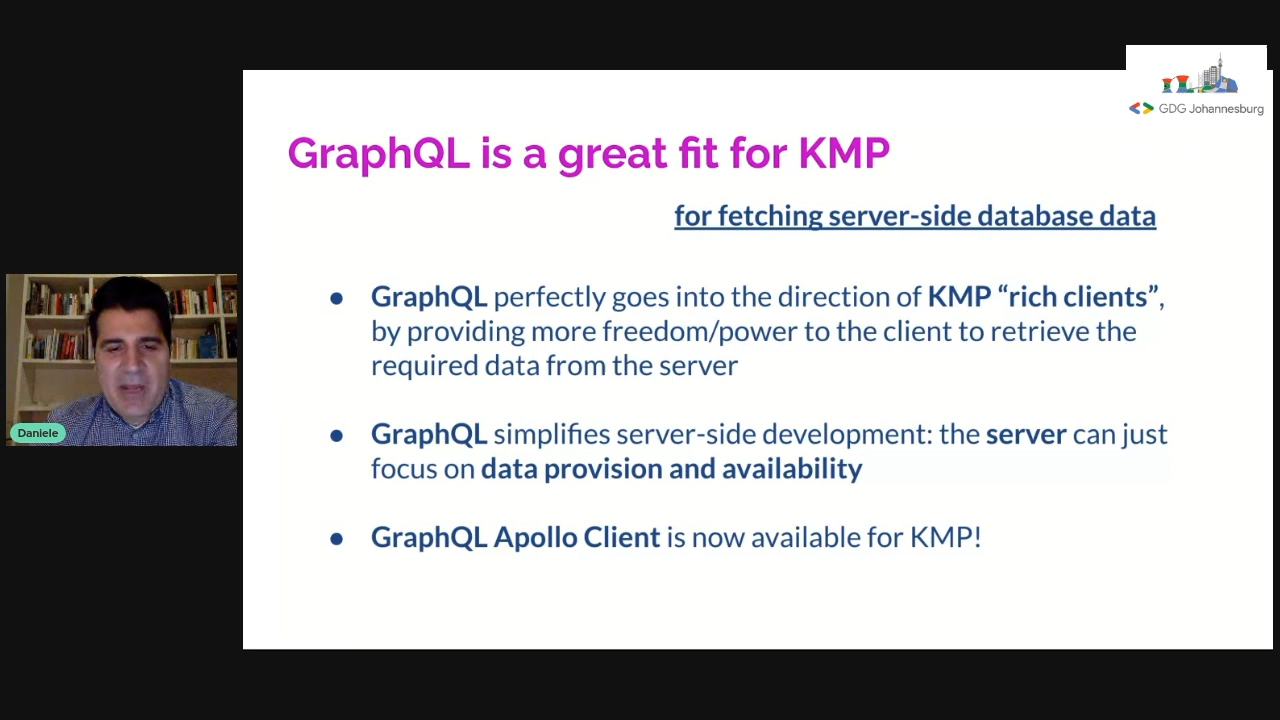 GDG Johannesburg
GraphQL is a great fit for KMP
for fetching server-side database data
● GraphQL perfectly goes into the direction of KMP “rich clients”,
by providing more freedom/power to the client to retrieve the
required data from the server
● GraphQL simplifies server-side development: the server can just
focus on data provision and availability
● GraphQL Apollo Client is now available for KMP!
Daniele